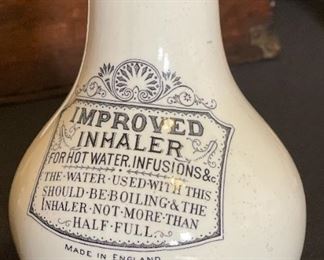 IMPROVED
INHALER
FOR HOT WATER, INFUSIONS &c
THE·WATER·USED·WITH·THIS
SHOULD·BE·BOILING·&·THE
INHALER·NOT·MORE·THAN
HALF·FULL.
MADE IN ENGLAND